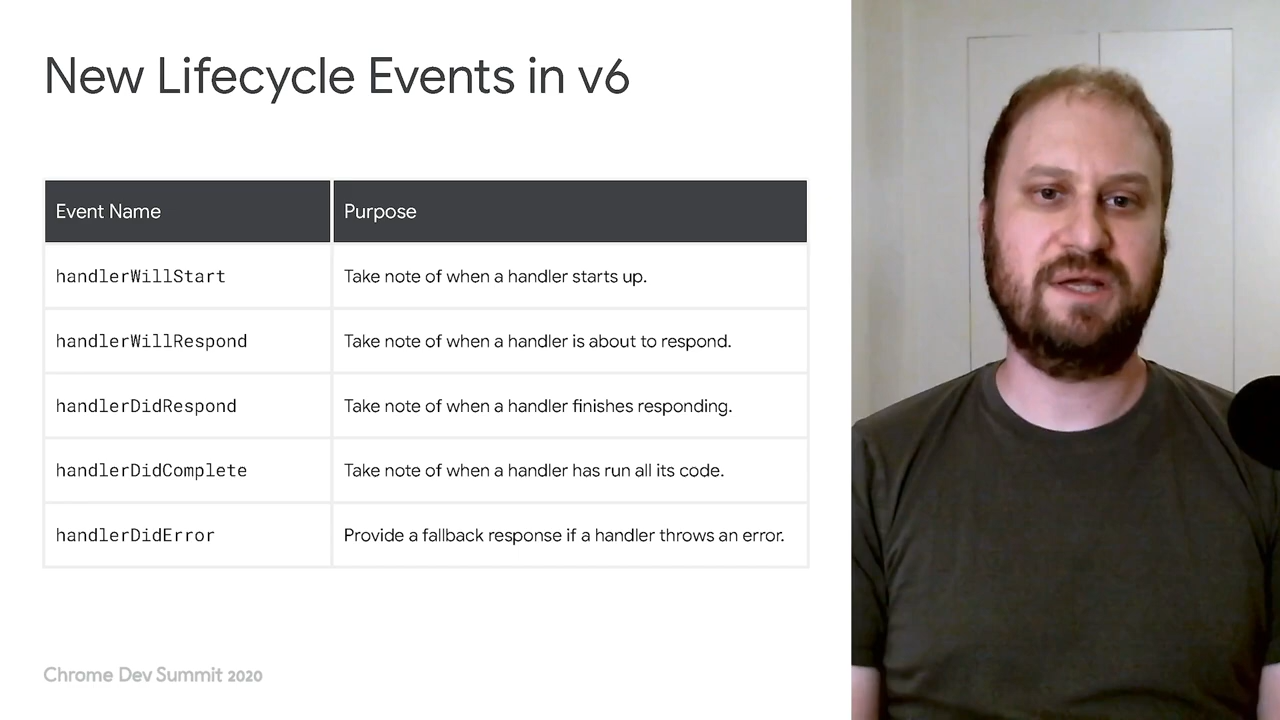 New Lifecycle Events in v6
Event Name
Purpose
handlerWillStart
Take note of when a handler starts up.
handlerWillRespond
Take note of when a handler is about to respond.
handlerDidRespond
Take note of when a handler finishes responding.
handlerDidComplete
Take note of when a handler has run all its code.
handlerDidError
Provide a fallback response if a handler throws an error.
Chrome Dev Summit 2020